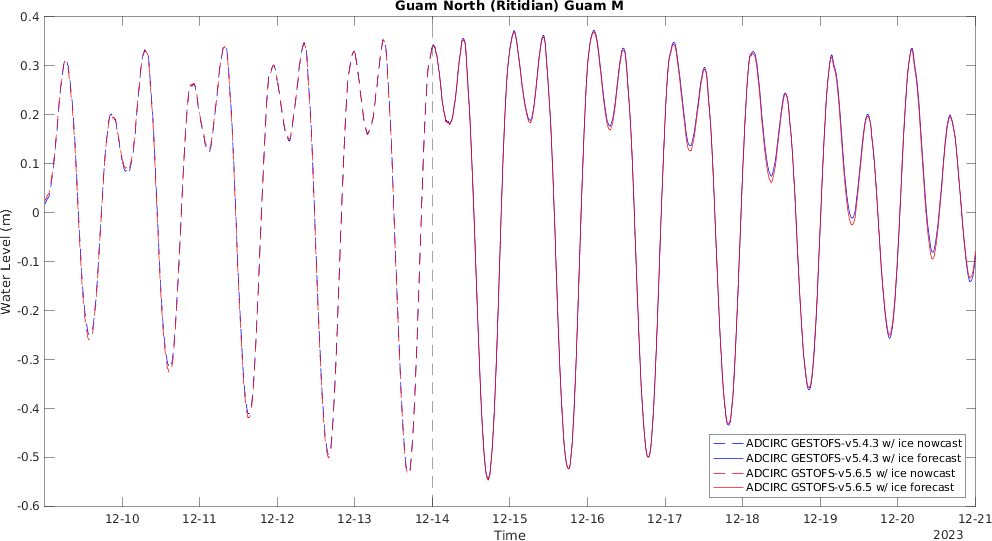 Guam North (Ritidian) Guam M
0.4
0.3
0.2
0.1
0
-0.1
-0.2
-0.3
-0.4
-0.5
-0.6
Water Level (m)
ADCIRC GESTOFS-v5.4.3 w/ ice nowcast
ADCIRC GESTOFS-v5.4.3 w/ ice forecast
ADCIRC GSTOFS-v5.6.5 w/ ice nowcast
ADCIRC GSTOFS-v5.6.5 w/ ice forecast
12-10 12-11 12-12 12-13 12-14 12-15 12-16 12-17 12-18 12-19 12-20 12-21
Time
2023